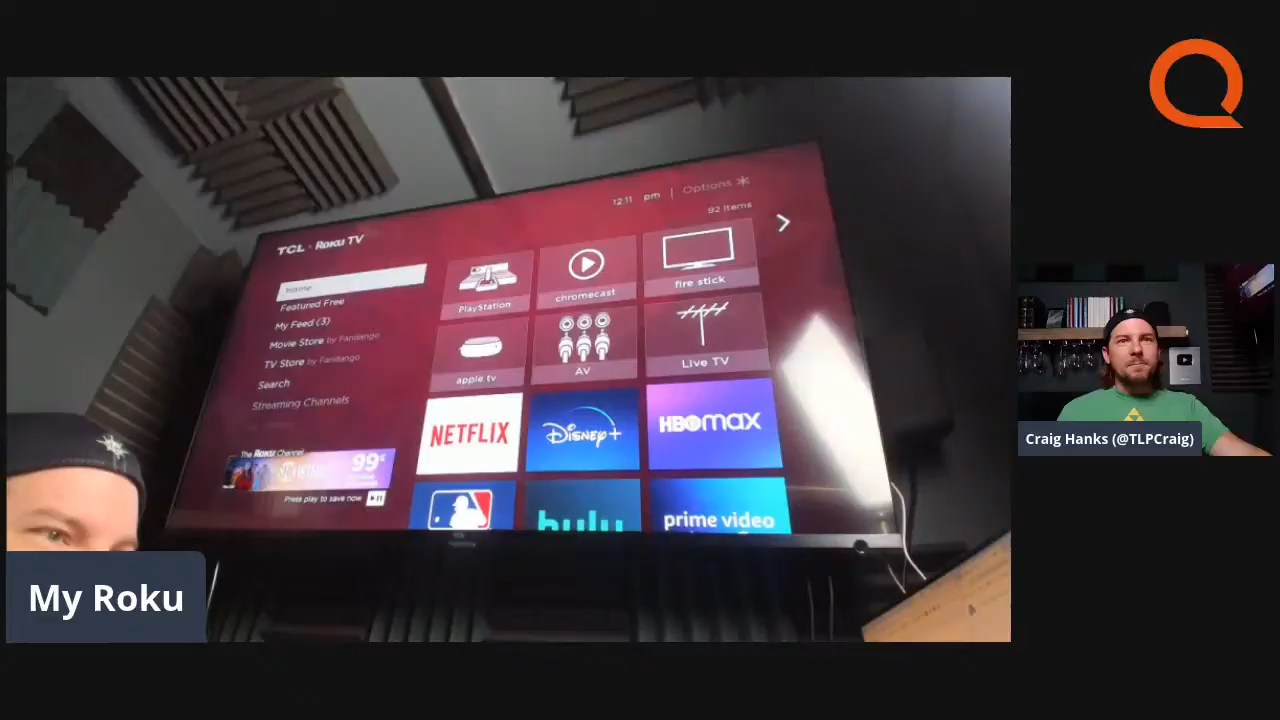 TCL • Roku TV
12:11 pm | Options
92 items
Home
Featured Free
My Feed (3)
Movie Store by Fandango
TV Store by Fandango
Search
Streaming Channels
PlayStation
chromecast
fire stick
apple tv
AV
Live TV
NETFLIX
Disney+
HBOMAX
hulu
prime video
The Roku Channel
99¢
Press play to save now
TCL
My Roku
Craig Hanks (@TLPCraig)